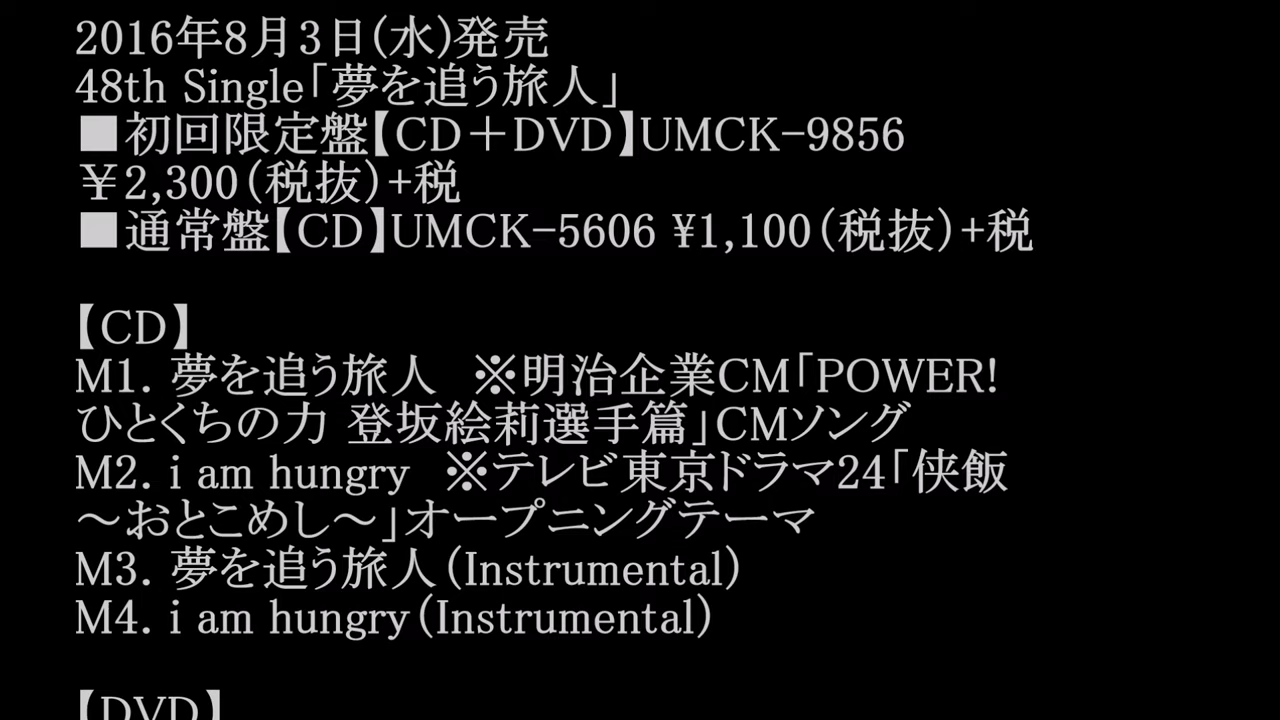 2016年8月3日(水)発売
48th Single「夢を追う旅人」
■初回限定盤【CD＋DVD】UMCK-9856
￥2,300(税抜)+税
■通常盤【CD】UMCK-5606 ¥1,100(税抜)+税
【CD】
M1. 夢を追う旅人　※明治企業CM「POWER!
ひとくちの力 登坂絵莉選手篇」CMソング
M2. i am hungry　※テレビ東京ドラマ24「侠飯
～おとこめし～」オープニングテーマ
M3. 夢を追う旅人(Instrumental)
M4. i am hungry(Instrumental)
【DVD】